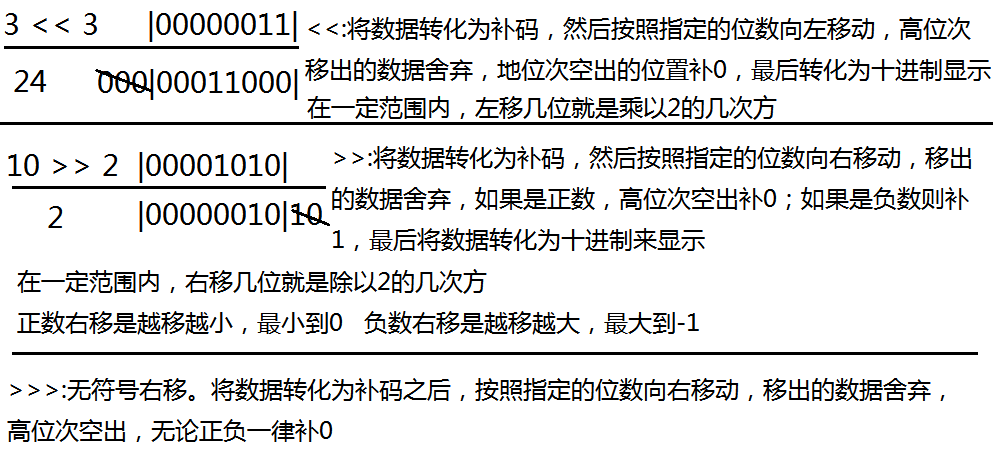 3 << 3 |00000011| <<:将数据转化为补码，然后按照指定的位数向左移动，高位次
24 000|00011000| 移出的数据舍弃，地位次空出的位置补0，最后转化为十进制显示
在一定范围内，左移几位就是乘以2的几次方
10 >> 2 |00001010| >>:将数据转化为补码，然后按照指定的位数向右移动，移出
2 |00000010|10 的数据舍弃，如果是正数，高位次空出补0；如果是负数则补
1，最后将数据转化为十进制来显示
在一定范围内，右移几位就是除以2的几次方
正数右移是越移越小，最小到0 负数右移是越移越大，最大到-1
>>>:无符号右移。将数据转化为补码之后，按照指定的位数向右移动，移出的数据舍弃，
高位次空出，无论正负一律补0